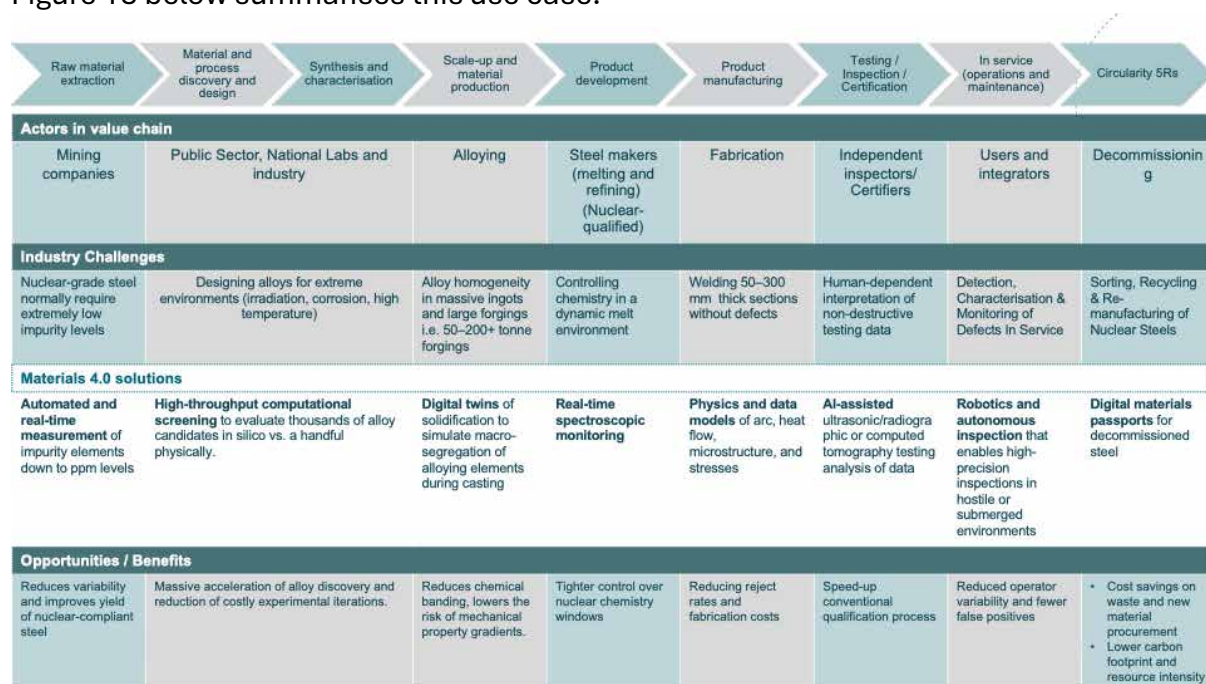 below summarises this use case.
Raw material
extraction
Material and
process
discovery and
design
Synthesis and
characterisation
Scale-up and
material
production
Product
development
Product
manufacturing
Testing /
Inspection /
Certification
In service
(operations and
maintenance)
Circularity 5Rs
Actors in value chain
Mining
companies
Public Sector, National Labs and
industry
Alloying
Steel makers
(melting and
refining)
(Nuclear-
qualified)
Fabrication
Independent
inspectors/
Certifiers
Users and
integrators
Decommissionin
g
Industry Challenges
Nuclear-grade steel
normally require
extremely low
impurity levels
Designing alloys for extreme
environments (irradiation, corrosion, high
temperature)
Alloy homogeneity
in massive ingots
and large forgings
i.e. 50–200+ tonne
forgings
Controlling
chemistry in a
dynamic melt
environment
Welding 50–300
mm thick sections
without defects
Human-dependent
interpretation of
non-destructive
testing data
Detection,
Characterisation &
Monitoring of
Defects In Service
Sorting, Recycling
& Re-
manufacturing of
Nuclear Steels
Materials 4.0 solutions
Automated and
real-time
measurement of
impurity elements
down to ppm levels
High-throughput computational
screening to evaluate thousands of alloy
candidates in silico vs. a handful
physically.
Digital twins of
solidification to
simulate macro-
segregation of
alloying elements
during casting
Real-time
spectroscopic
monitoring
Physics and data
models of arc, heat
flow,
microstructure, and
stresses
AI-assisted
ultrasonic/radiogra
phic or computed
tomography testing
analysis of data
Robotics and
autonomous
inspection that
enables high-
precision
inspections in
hostile or
submerged
environments
Digital materials
passports for
decommissioned
steel
Opportunities / Benefits
Reduces variability
and improves yield
of nuclear-compliant
steel
Massive acceleration of alloy discovery and
reduction of costly experimental iterations.
Reduces chemical
banding, lowers the
risk of mechanical
property gradients.
Tighter control over
nuclear chemistry
windows
Reducing reject
rates and
fabrication costs
Speed-up
conventional
qualification process
Reduced operator
variability and fewer
false positives
• Cost savings on
waste and new
material
procurement
• Lower carbon
footprint and
resource intensity